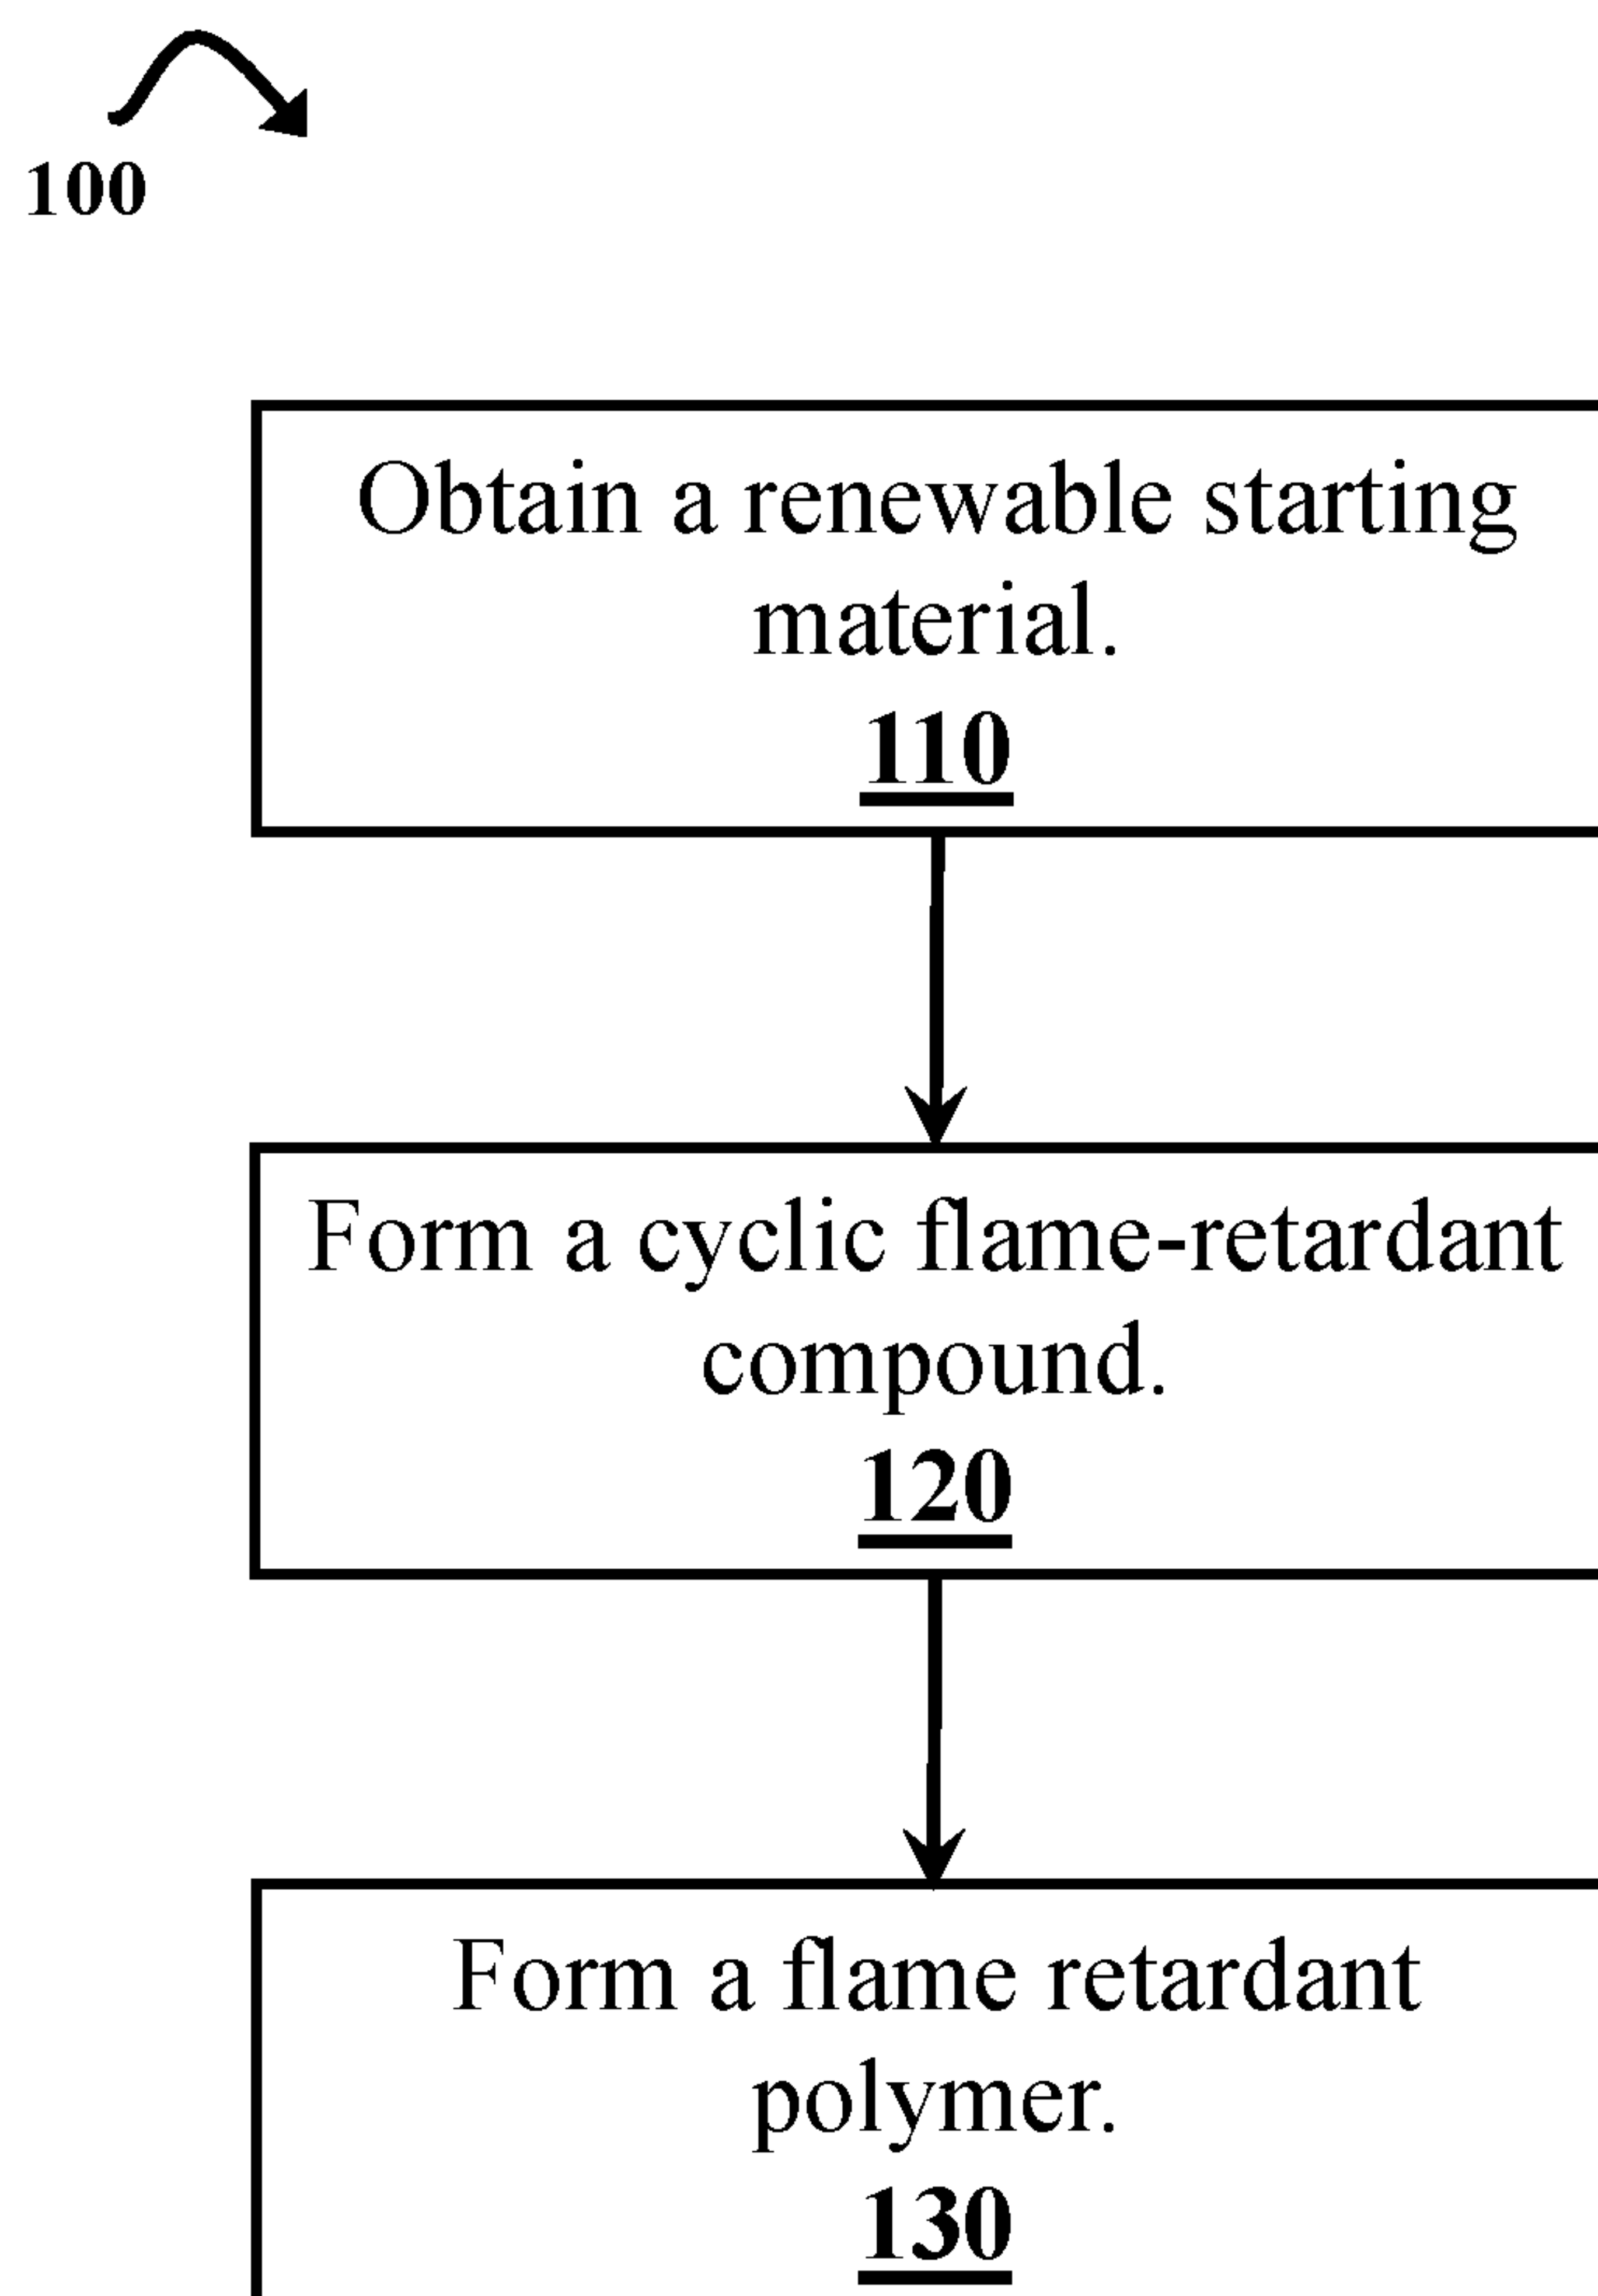 100
Obtain a renewable starting
material.
110
Form a cyclic flame-retardant
compound.
120
Form a flame retardant
polymer.
130